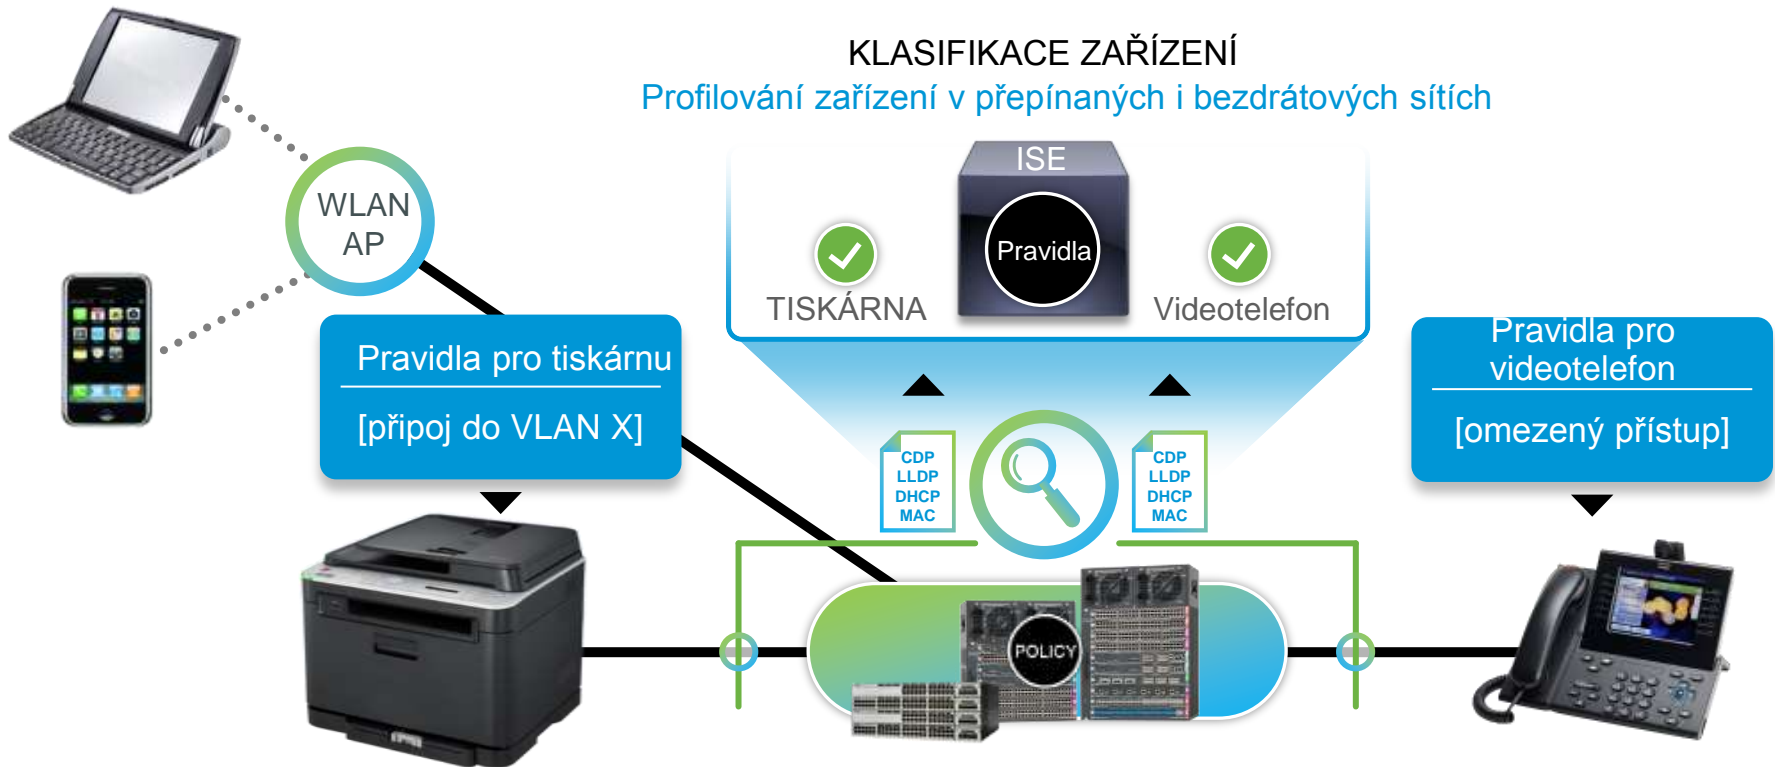 KLASIFIKACE ZAŘÍZENÍ
Profilování zařízení v přepínaných i bezdrátových sítích
WLAN
AP
ISE
Pravidla
TISKÁRNA
Videotelefon
Pravidla pro tiskárnu
[připoj do VLAN X]
Pravidla pro
videotelefon
[omezený přístup]
CDP
LLDP
DHCP
MAC
CDP
LLDP
DHCP
MAC
POLICY